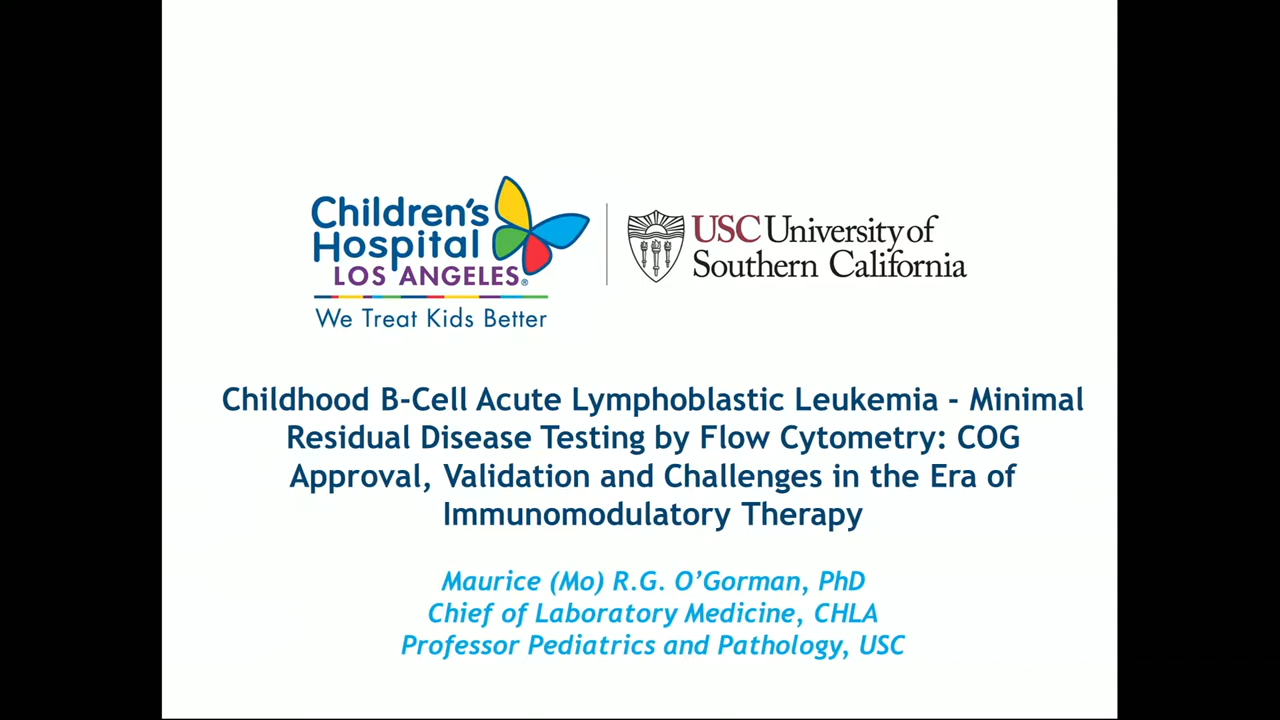 Children's
Hospital
LOS ANGELES®
We Treat Kids Better
USC University of
Southern California
Childhood B-Cell Acute Lymphoblastic Leukemia - Minimal
Residual Disease Testing by Flow Cytometry: COG
Approval, Validation and Challenges in the Era of
Immunomodulatory Therapy
Maurice (Mo) R.G. O'Gorman, PhD
Chief of Laboratory Medicine, CHLA
Professor Pediatrics and Pathology, USC